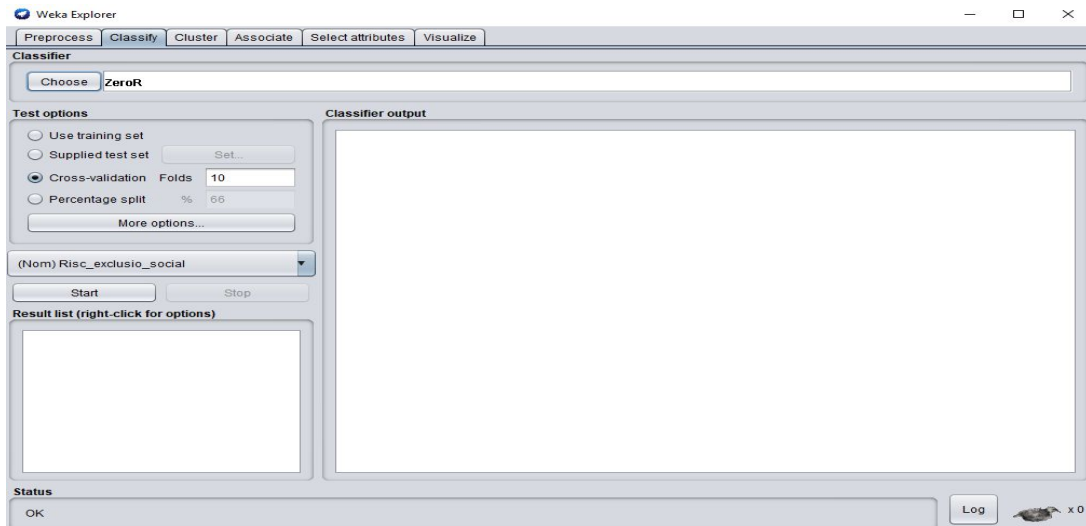 Weka Explorer
Preprocess Classify Cluster Associate Select attributes Visualize
Classifier
Choose ZeroR
Test options
Use training set
Supplied test set Set...
Cross-validation Folds 10
Percentage split % 66
More options...
(Nom) Risc_exclusio_social
Start Stop
Result list (right-click for options)
Classifier output
Status
OK
Log x 0